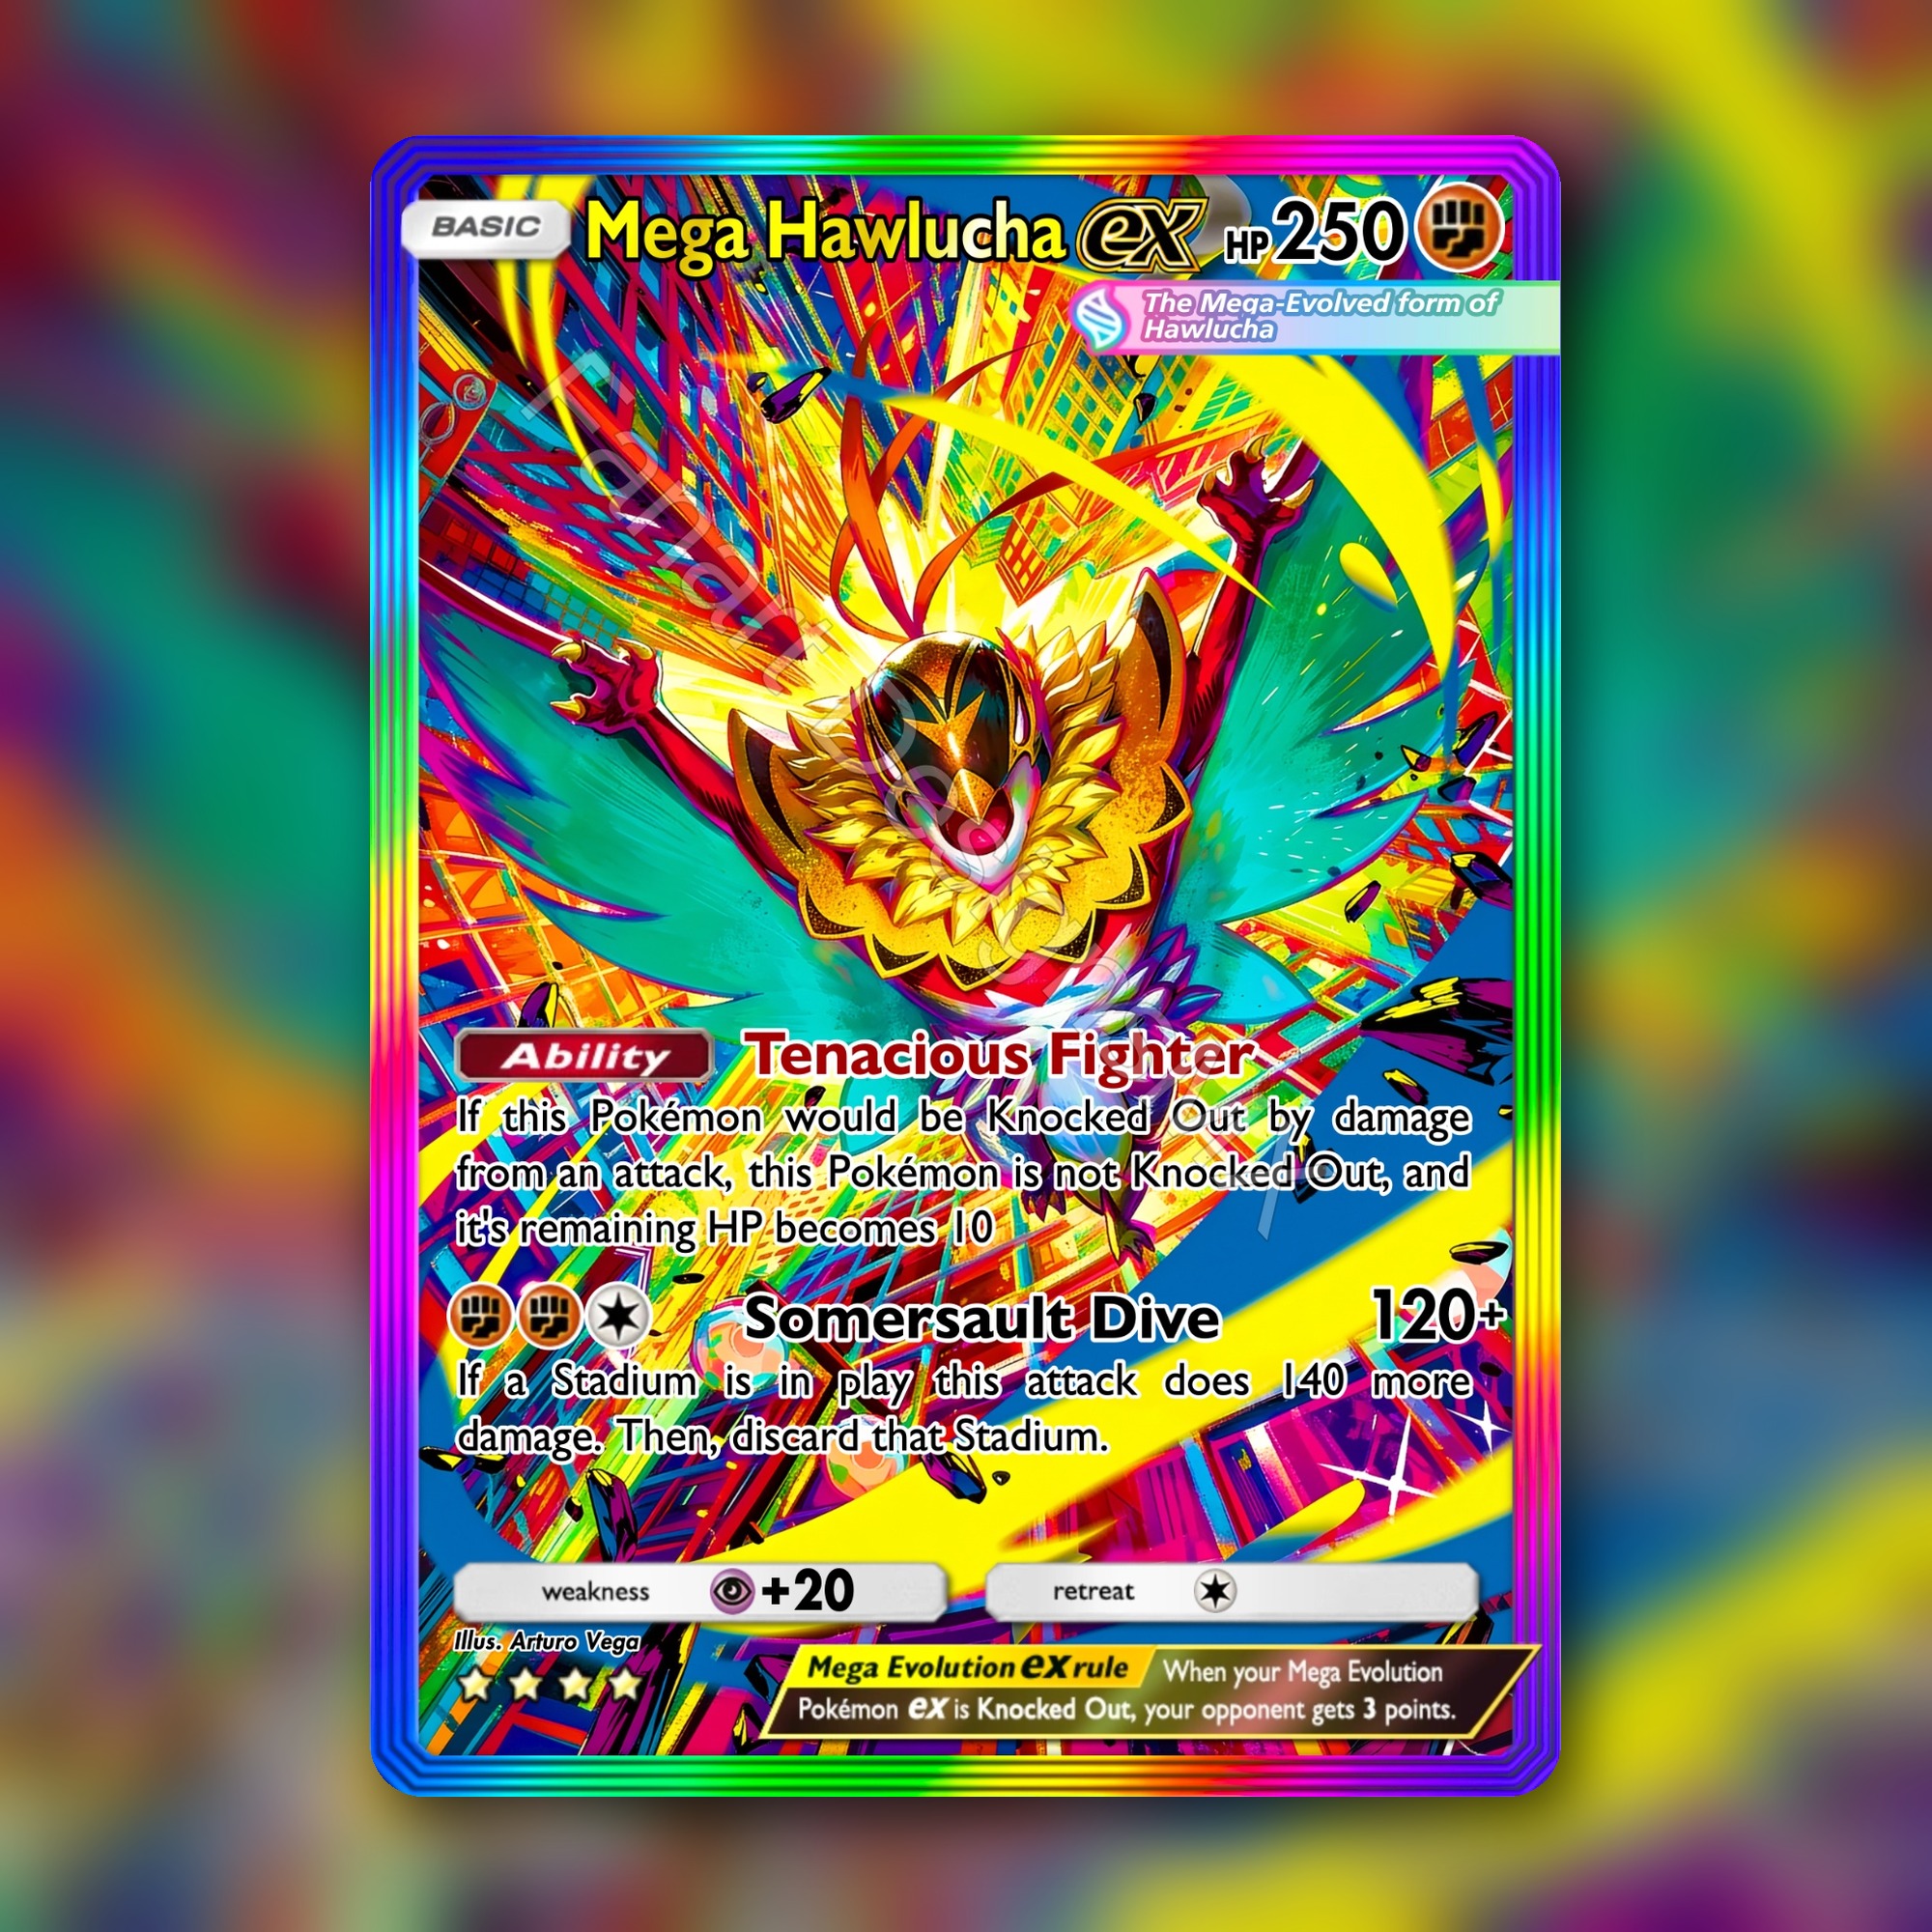 BASIC Mega Hawlucha ex HP 250
The Mega-Evolved form of
Hawlucha
Ability Tenacious Fighter
If this Pokémon would be Knocked Out by damage
from an attack, this Pokémon is not Knocked Out, and
it's remaining HP becomes 10
Somersault Dive 120+
If a Stadium is in play this attack does 140 more
damage. Then, discard that Stadium.
weakness +20 retreat
Illus. Arturo Vega
Mega Evolution ex rule When your Mega Evolution
Pokémon ex is Knocked Out, your opponent gets 3 points.